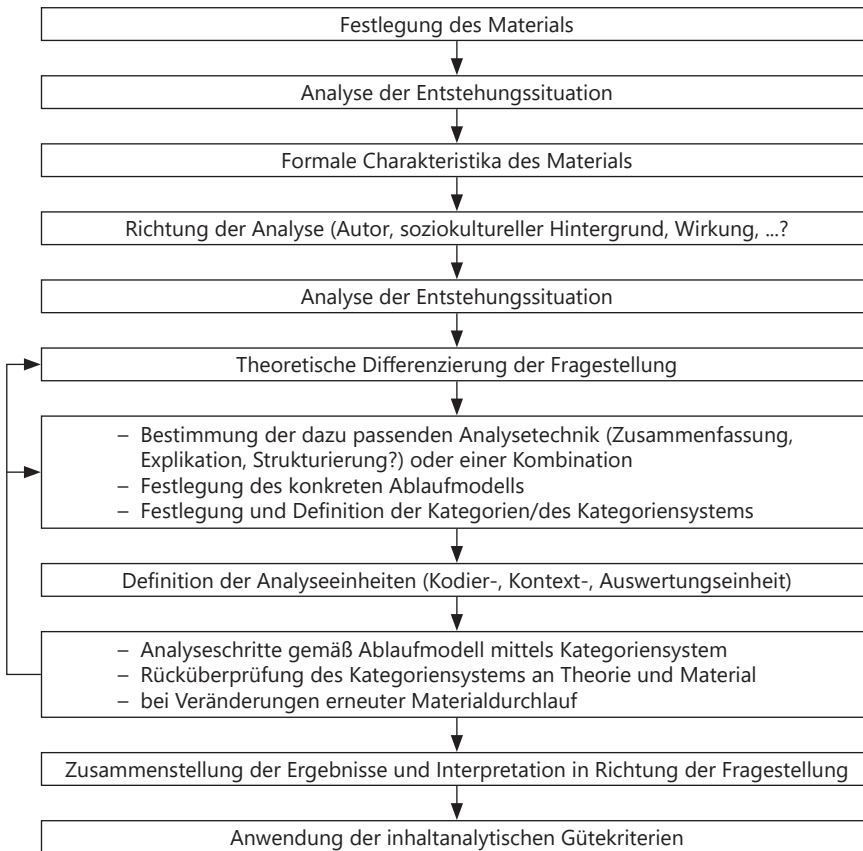 Festlegung des Materials
Analyse der Entstehungssituation
Formale Charakteristika des Materials
Richtung der Analyse (Autor, soziokultureller Hintergrund, Wirkung, ...?
Analyse der Entstehungssituation
Theoretische Differenzierung der Fragestellung
– Bestimmung der dazu passenden Analysetechnik (Zusammenfassung,
Explikation, Strukturierung?) oder einer Kombination
– Festlegung des konkreten Ablaufmodells
– Festlegung und Definition der Kategorien/des Kategoriensystems
Definition der Analyseeinheiten (Kodier-, Kontext-, Auswertungseinheit)
– Analyseschritte gemäß Ablaufmodell mittels Kategoriensystem
– Rücküberprüfung des Kategoriensystems an Theorie und Material
– bei Veränderungen erneuter Materialdurchlauf
Zusammenstellung der Ergebnisse und Interpretation in Richtung der Fragestellung
Anwendung der inhaltanalytischen Gütekriterien